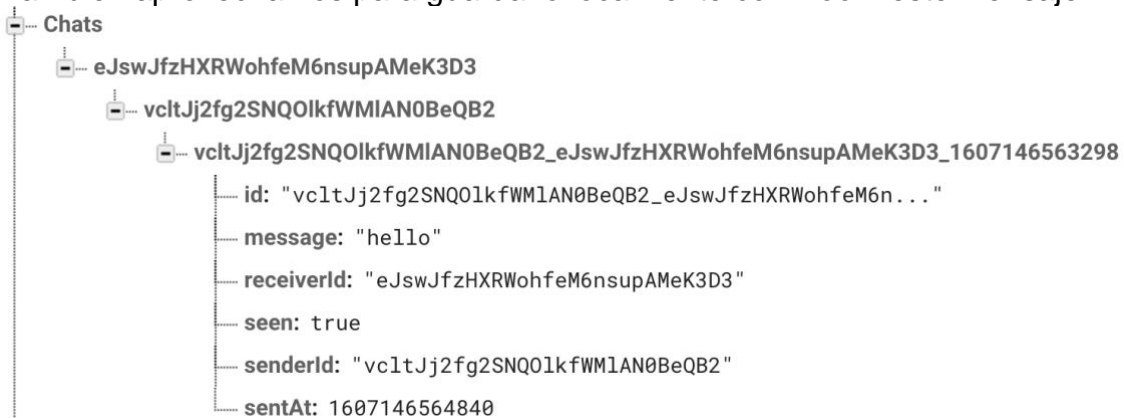 Chats
eJswJfzHXRWohfeM6nsupAMeK3D3
vcltJj2fg2SNQOlkfWMlAN0BeQB2
vcltJj2fg2SNQOlkfWMlAN0BeQB2_eJswJfzHXRWohfeM6nsupAMeK3D3_1607146563298
id: "vcltJj2fg2SNQOlkfWMlAN0BeQB2_eJswJfzHXRWohfeM6n..."
message: "hello"
receiverId: "eJswJfzHXRWohfeM6nsupAMeK3D3"
seen: true
senderId: "vcltJj2fg2SNQOlkfWMlAN0BeQB2"
sentAt: 1607146564840